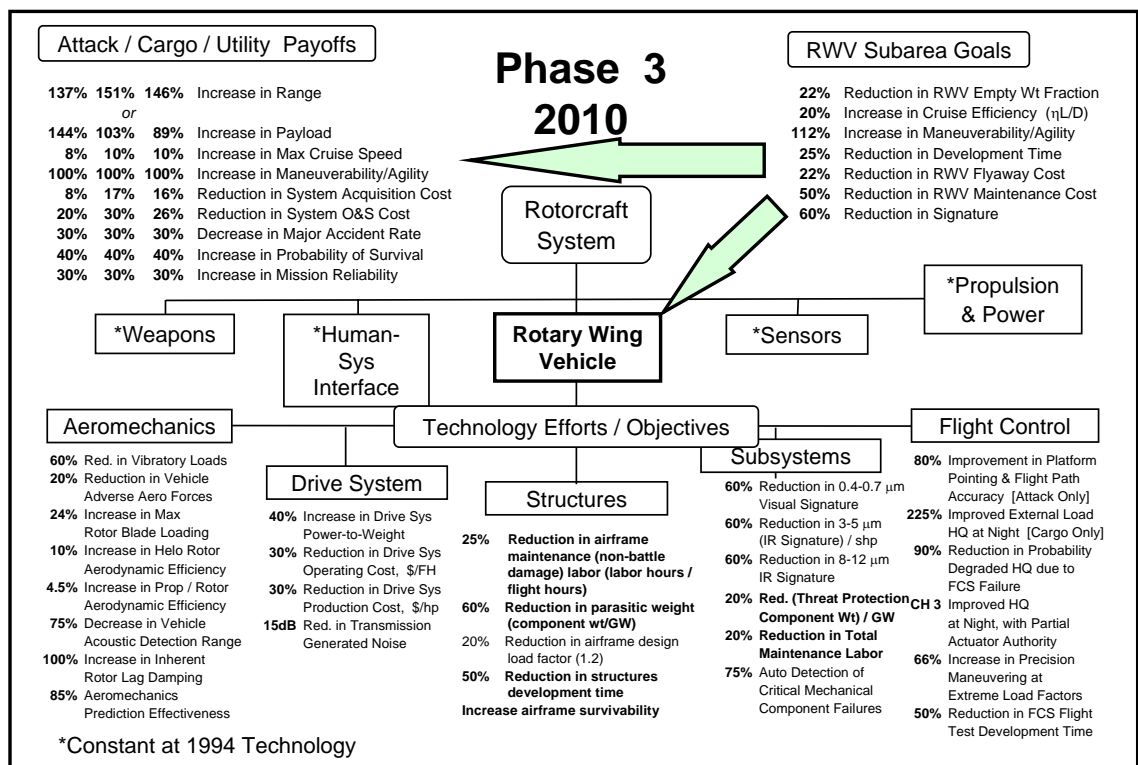 Attack / Cargo / Utility Payoffs
137% 151% 146% Increase in Range
or
144% 103% 89% Increase in Payload
8% 10% 10% Increase in Max Cruise Speed
100% 100% 100% Increase in Maneuverability/Agility
8% 17% 16% Reduction in System Acquisition Cost
20% 30% 26% Reduction in System O&S Cost
30% 30% 30% Decrease in Major Accident Rate
40% 40% 40% Increase in Probability of Survival
30% 30% 30% Increase in Mission Reliability
Phase 3
2010
RWV Subarea Goals
22% Reduction in RWV Empty Wt Fraction
20% Increase in Cruise Efficiency (ηL/D)
112% Increase in Maneuverability/Agility
25% Reduction in Development Time
22% Reduction in RWV Flyaway Cost
50% Reduction in RWV Maintenance Cost
60% Reduction in Signature
Rotorcraft
System
*Weapons
*Human-
Sys
Interface
Rotary Wing
Vehicle
*Sensors
*Propulsion
& Power
Technology Efforts / Objectives
Aeromechanics
60% Red. in Vibratory Loads
20% Reduction in Vehicle
Adverse Aero Forces
24% Increase in Max
Rotor Blade Loading
10% Increase in Helo Rotor
Aerodynamic Efficiency
4.5% Increase in Prop / Rotor
Aerodynamic Efficiency
75% Decrease in Vehicle
Acoustic Detection Range
100% Increase in Inherent
Rotor Lag Damping
85% Aeromechanics
Prediction Effectiveness
Drive System
40% Increase in Drive Sys
Power-to-Weight
30% Reduction in Drive Sys
Operating Cost, $/FH
30% Reduction in Drive Sys
Production Cost, $/hp
15dB Red. in Transmission
Generated Noise
Structures
25% Reduction in airframe
maintenance (non-battle
damage) labor (labor hours /
flight hours)
60% Reduction in parasitic weight
(component wt/GW)
20% Reduction in airframe design
load factor (1.2)
50% Reduction in structures
development time
Increase airframe survivability
Subsystems
60% Reduction in 0.4-0.7 μm
Visual Signature
60% Reduction in 3-5 μm
(IR Signature) / shp
60% Reduction in 8-12 μm
IR Signature
20% Red. (Threat Protection
Component Wt) / GW
20% Reduction in Total
Maintenance Labor
75% Auto Detection of
Critical Mechanical
Component Failures
Flight Control
80% Improvement in Platform
Pointing & Flight Path
Accuracy [Attack Only]
225% Improved External Load
HQ at Night [Cargo Only]
90% Reduction in Probability
Degraded HQ due to
FCS Failure
CH 3 Improved HQ
at Night, with Partial
Actuator Authority
66% Increase in Precision
Maneuvering at
Extreme Load Factors
50% Reduction in FCS Flight
Test Development Time
*Constant at 1994 Technology